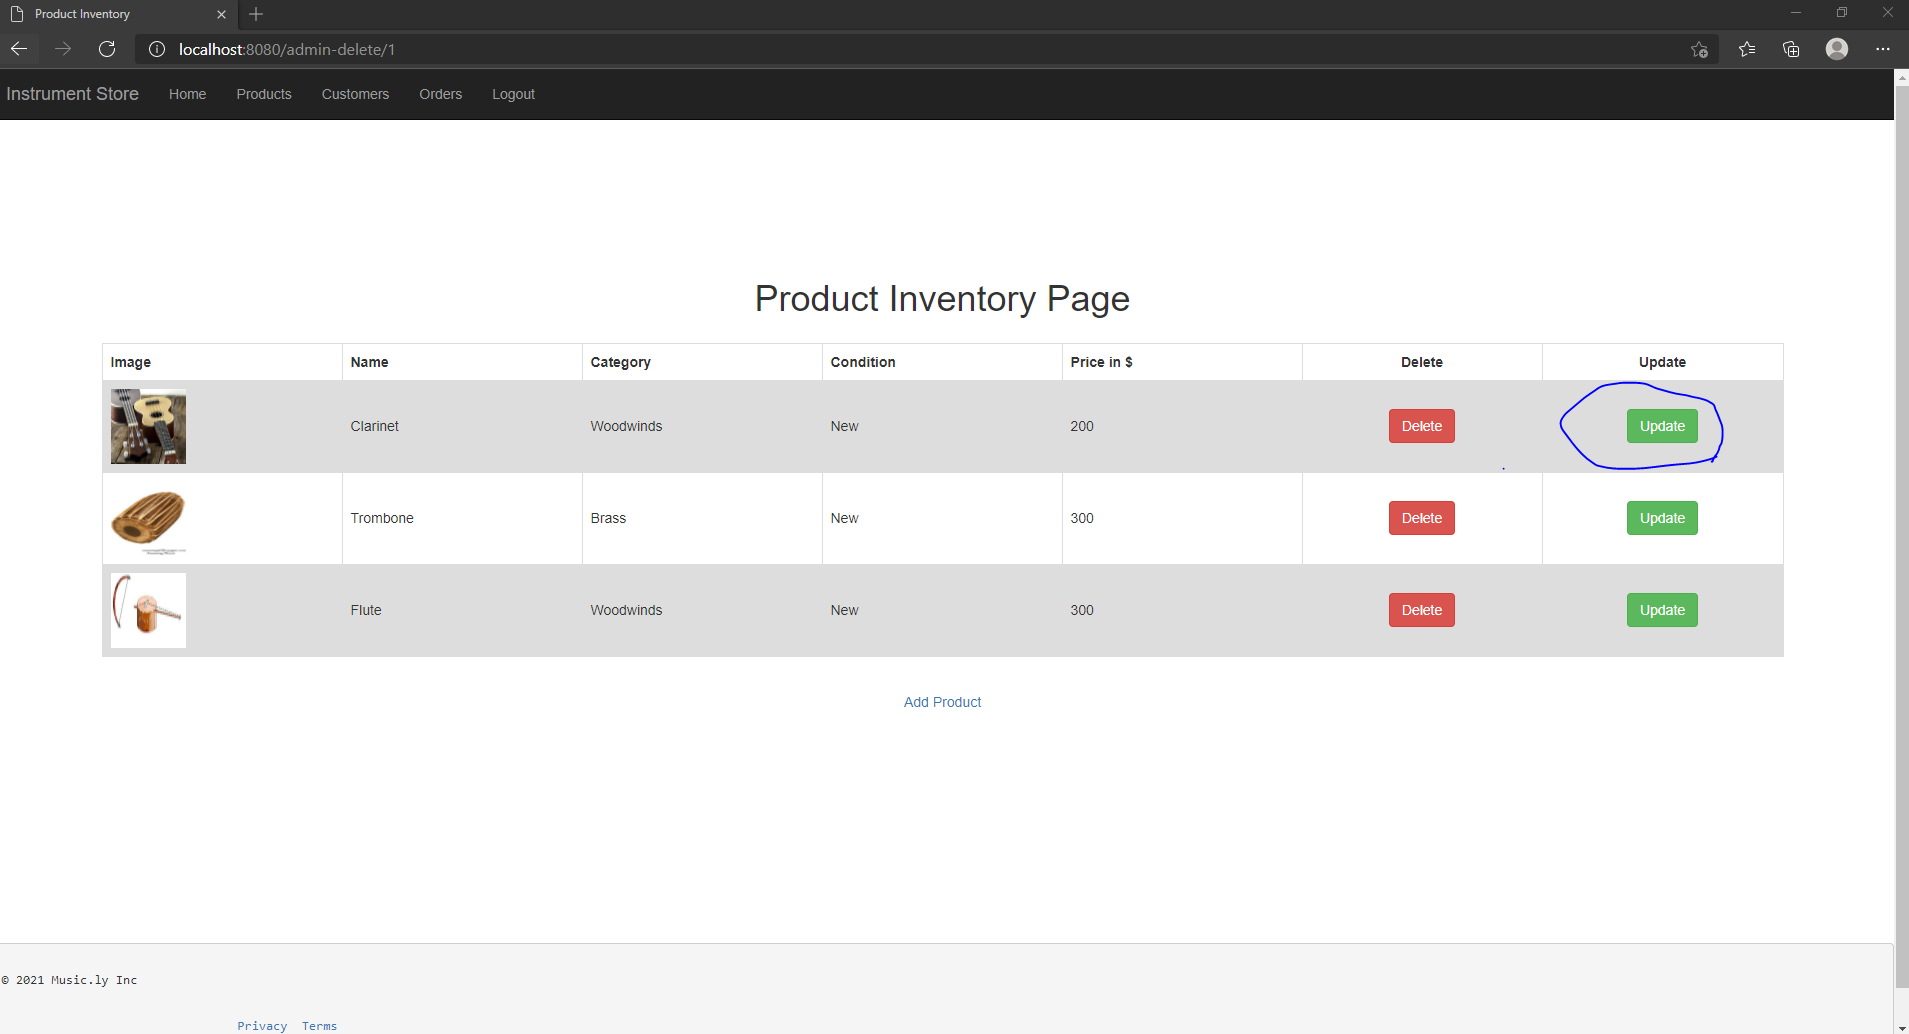 Product Inventory
localhost:8080/admin-delete/1
Instrument Store Home Products Customers Orders Logout
Product Inventory Page
Image Name Category Condition Price in $ Delete Update
Clarinet Woodwinds New 200 Delete Update
Trombone Brass New 300 Delete Update
Flute Woodwinds New 300 Delete Update
Add Product
© 2021 Music.ly Inc
Privacy Terms